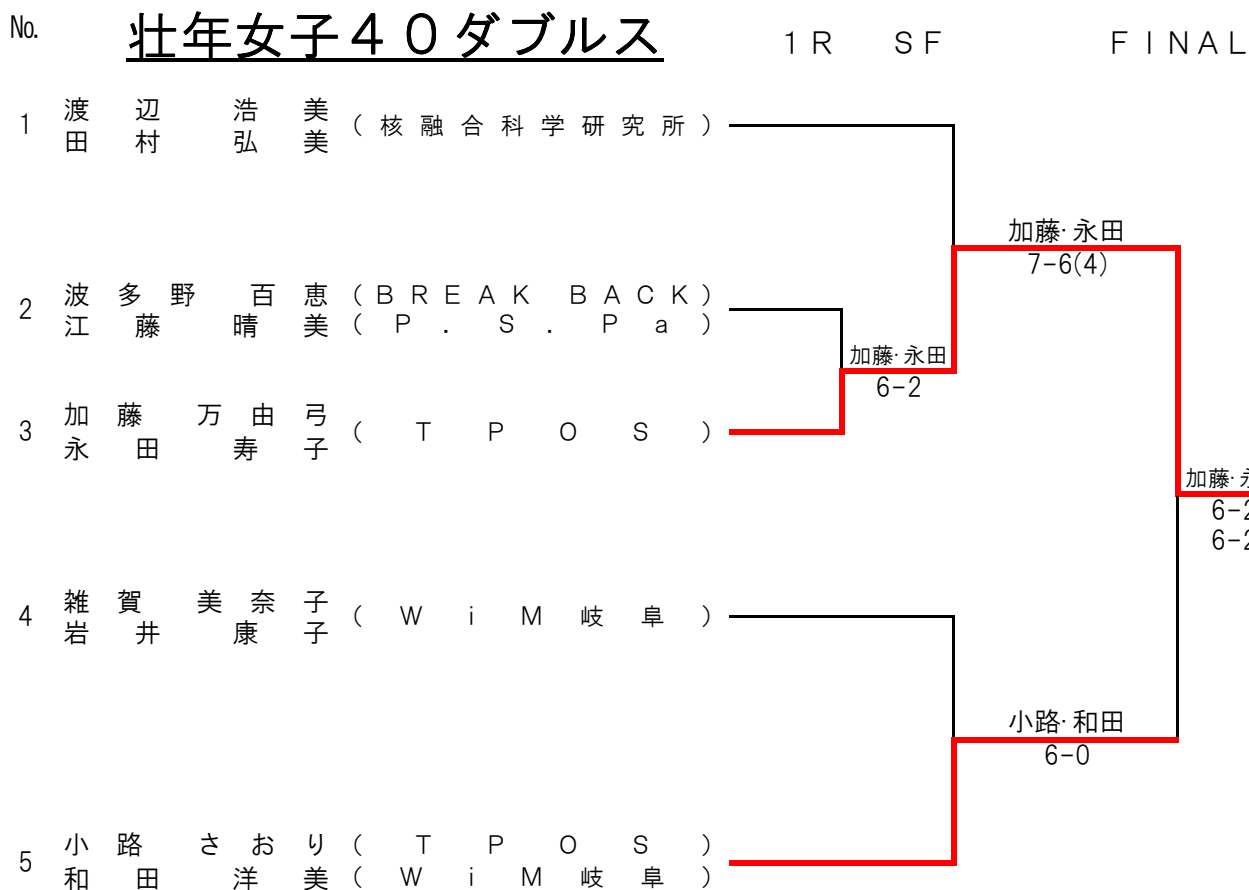 No. 壮年女子４０ダブルス １Ｒ ＳＦ ＦＩＮＡＬ
1 渡辺 浩美 (核融合科学研究所)
田村 弘美
加藤・永田
7-6(4)
2 波多野 百恵 (ＢＲＥＡＫ ＢＡＣＫ)
江藤 晴美 (Ｐ．Ｓ．Ｐａ)
加藤・永田
6-2
3 加藤 万由弓 (ＴＰＯＳ)
永田 寿子
加藤・
6-2
6-2
4 雑賀 美奈子 (ＷｉＭ岐阜)
岩井 康子
小路・和田
6-0
5 小路 さおり (ＴＰＯＳ)
和田 洋美 (ＷｉＭ岐阜)